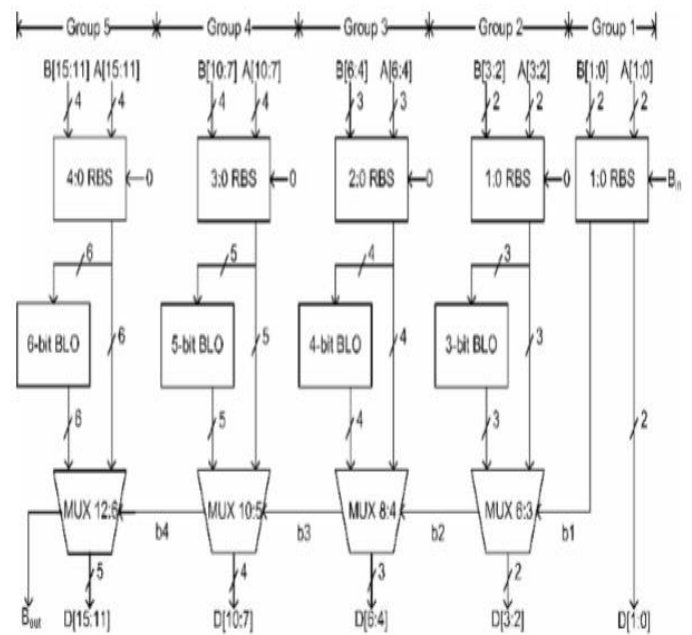 Group 5 Group 4 Group 3 Group 2 Group 1
B[15:11] A[15:11] B[10:7] A[10:7] B[6:4] A[6:4] B[3:2] A[3:2] B[1:0] A[1:0]
4 4 4 4 3 3 2 2 2 2
4:0 RBS 0 3:0 RBS 0 2:0 RBS 0 1:0 RBS 0 1:0 RBS Bin
6 5 4 3
6-bit BLO 6 5-bit BLO 5 4-bit BLO 4 3-bit BLO 3
6 5 4 3 2
MUX 12:6 MUX 10:5 MUX 8:4 MUX 6:3
b4 b3 b2 b1
5 4 3 2
Bout D[15:11] D[10:7] D[6:4] D[3:2] D[1:0]